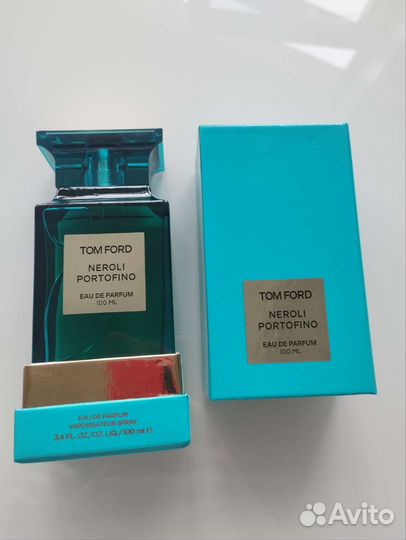 TOM FORD
NEROLI
PORTOFINO
EAU DE PARFUM
100 ML
EAU DE PARFUM
VAPORISATEUR SPRAY
3.4 FL. OZ./OZ. LIQ./100 ml ℮
TOM FORD
NEROLI
PORTOFINO
EAU DE PARFUM
100 ML
Avito